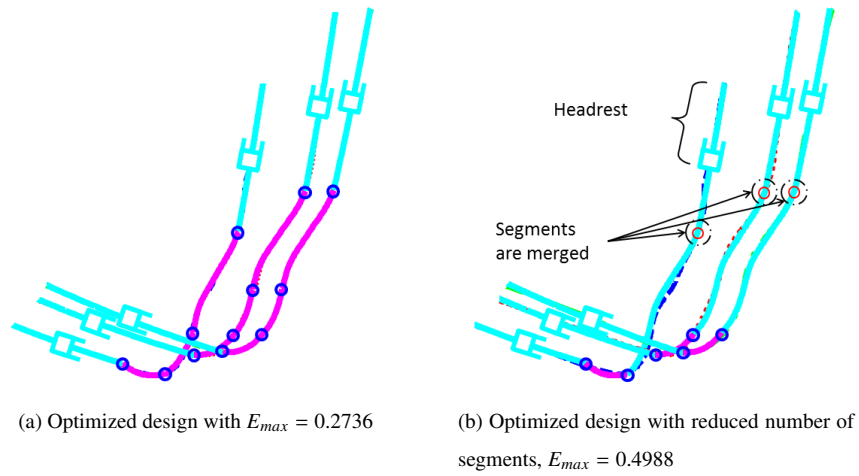 Headrest
Segments
are merged
(a) Optimized design with E_max = 0.2736
(b) Optimized design with reduced number of
segments, E_max = 0.4988